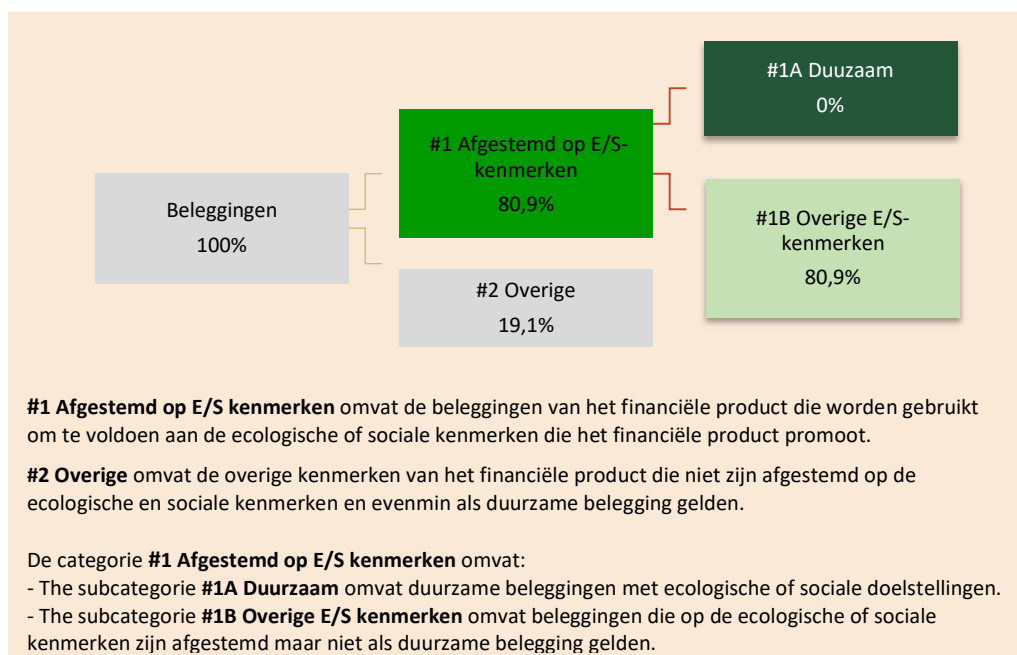 #1A Duuzaam
0%
#1 Afgestemd op E/S-
kenmerken
80,9%
Beleggingen
100%
#1B Overige E/S-
kenmerken
80,9%
#2 Overige
19,1%
#1 Afgestemd op E/S kenmerken omvat de beleggingen van het financiële product die worden gebruikt
om te voldoen aan de ecologische of sociale kenmerken die het financiële product promoot.
#2 Overige omvat de overige kenmerken van het financiële product die niet zijn afgestemd op de
ecologische en sociale kenmerken en evenmin als duurzame belegging gelden.
De categorie #1 Afgestemd op E/S kenmerken omvat:
- The subcategorie #1A Duurzaam omvat duurzame beleggingen met ecologische of sociale doelstellingen.
- The subcategorie #1B Overige E/S kenmerken omvat beleggingen die op de ecologische of sociale
kenmerken zijn afgestemd maar niet als duurzame belegging gelden.